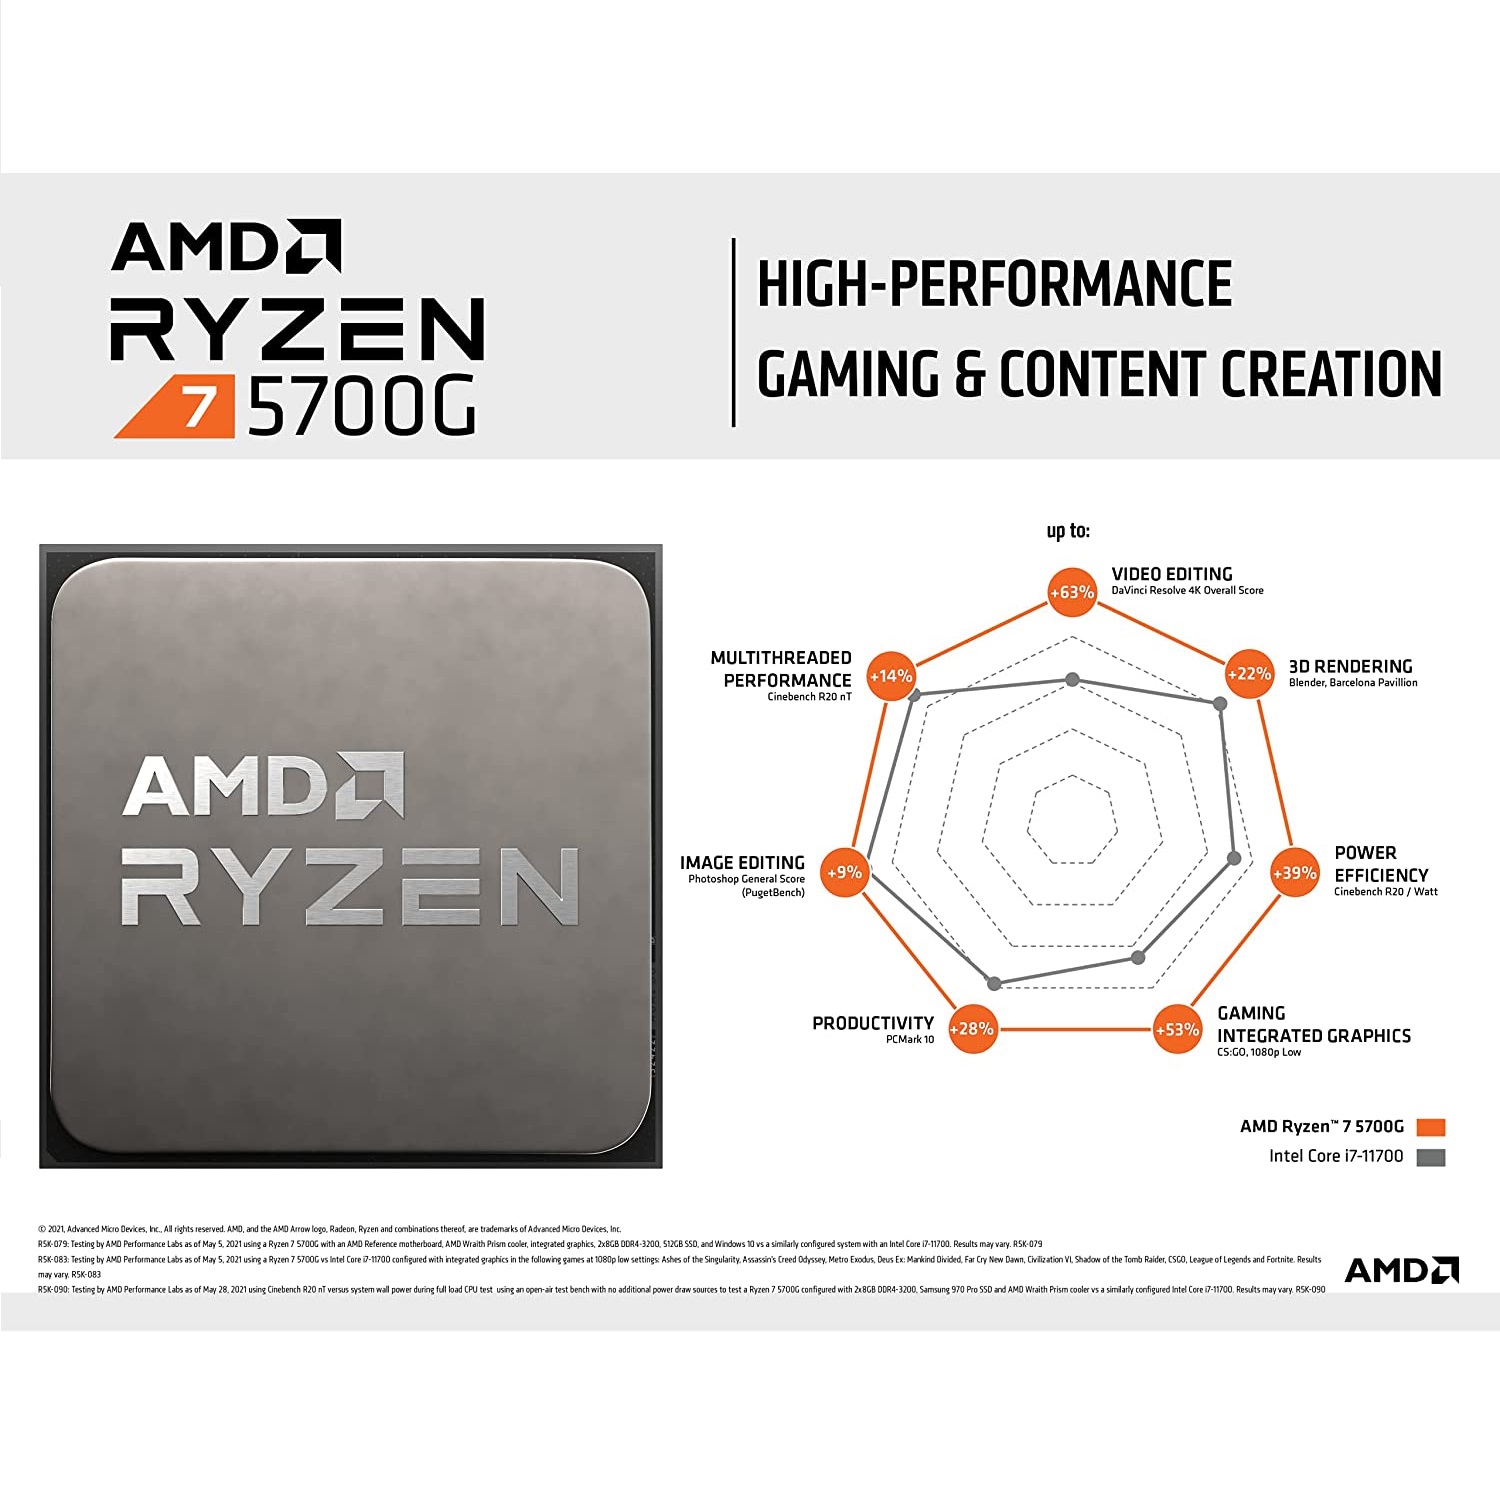 AMD
RYZEN
7 5700G
HIGH-PERFORMANCE
GAMING & CONTENT CREATION
AMD
RYZEN
up to:
+63%
VIDEO EDITING
DaVinci Resolve 4K Overall Score
+14%
MULTITHREADED
PERFORMANCE
Cinebench R20 nT
+22%
3D RENDERING
Blender, Barcelona Pavillion
+9%
IMAGE EDITING
Photoshop General Score
(PugetBench)
+39%
POWER
EFFICIENCY
Cinebench R20 / Watt
+28%
PRODUCTIVITY
PCMark 10
+53%
GAMING
INTEGRATED GRAPHICS
CS:GO, 1080p Low
AMD Ryzen™ 7 5700G
Intel Core i7-11700
© 2021, Advanced Micro Devices, Inc., All rights reserved. AMD, and the AMD Arrow logo, Radeon, Ryzen and combinations thereof, are trademarks of Advanced Micro Devices, Inc.
R5K-079: Testing by AMD Performance Labs as of May 5, 2021 using a Ryzen 7 5700G with an AMD Reference motherboard, AMD Wraith Prism cooler, integrated graphics, 2x8GB DDR4-3200, 512GB SSD, and Windows 10 vs a similarly configured system with an Intel Core i7-11700. Results may vary. R5K-079
R5K-083: Testing by AMD Performance Labs as of May 5, 2021 using a Ryzen 7 5700G vs Intel Core i7-11700 configured with integrated graphics in the following games at 1080p low settings: Ashes of the Singularity, Assassin's Creed Odyssey, Metro Exodus, Deus Ex: Mankind Divided, Far Cry New Dawn, Civilization VI, Shadow of the Tomb Raider, CSGO, League of Legends and Fortnite. Results
may vary. R5K-083
R5K-090: Testing by AMD Performance Labs as of May 28, 2021 using Cinebench R20 nT versus system wall power during full load CPU test using an open-air test bench with no additional power draw sources to test a Ryzen 7 5700G configured with 2x8GB DDR4-3200, Samsung 970 Pro SSD and AMD Wraith Prism cooler vs a similarly configured Intel Core i7-11700. Results may vary. R5K-090
AMD